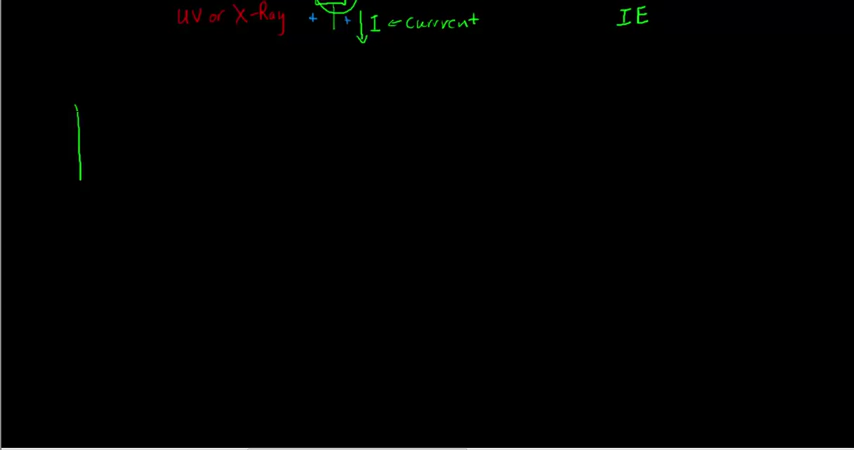 UV or X-Ray + + I ← current IE